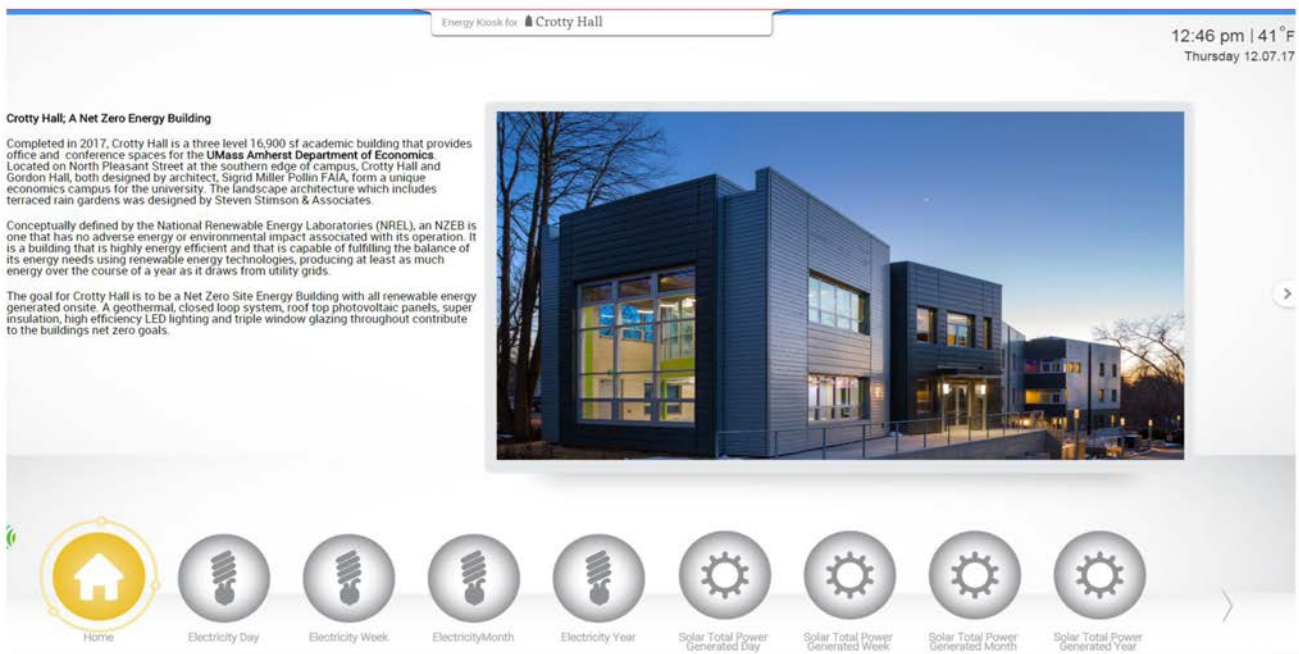 Energy Kiosk for Crotty Hall
12:46 pm | 41°F
Thursday 12.07.17
Crotty Hall; A Net Zero Energy Building
Completed in 2017, Crotty Hall is a three level 16,900 sf academic building that provides
office and conference spaces for the UMass Amherst Department of Economics.
Located on North Pleasant Street at the southern edge of campus, Crotty Hall and
Gordon Hall, both designed by architect, Sigrid Miller Pollin FAIA, form a unique
economics campus for the university. The landscape architecture which includes
terraced rain gardens was designed by Steven Stimson & Associates.
Conceptually defined by the National Renewable Energy Laboratories (NREL), an NZEB is
one that has no adverse energy or environmental impact associated with its operation. It
is a building that is highly energy efficient and that is capable of fulfilling the balance of
its energy needs using renewable energy technologies, producing at least as much
energy over the course of a year as it draws from utility grids.
The goal for Crotty Hall is to be a Net Zero Site Energy Building with all renewable energy
generated onsite. A geothermal, closed loop system, roof top photovoltaic panels, super
insulation, high efficiency LED lighting and triple window glazing throughout contribute
to the buildings net zero goals.
Home
Electricity Day
Electricity Week
ElectricityMonth
Electricity Year
Solar Total Power
Generated Day
Solar Total Power
Generated Week
Solar Total Power
Generated Month
Solar Total Power
Generated Year